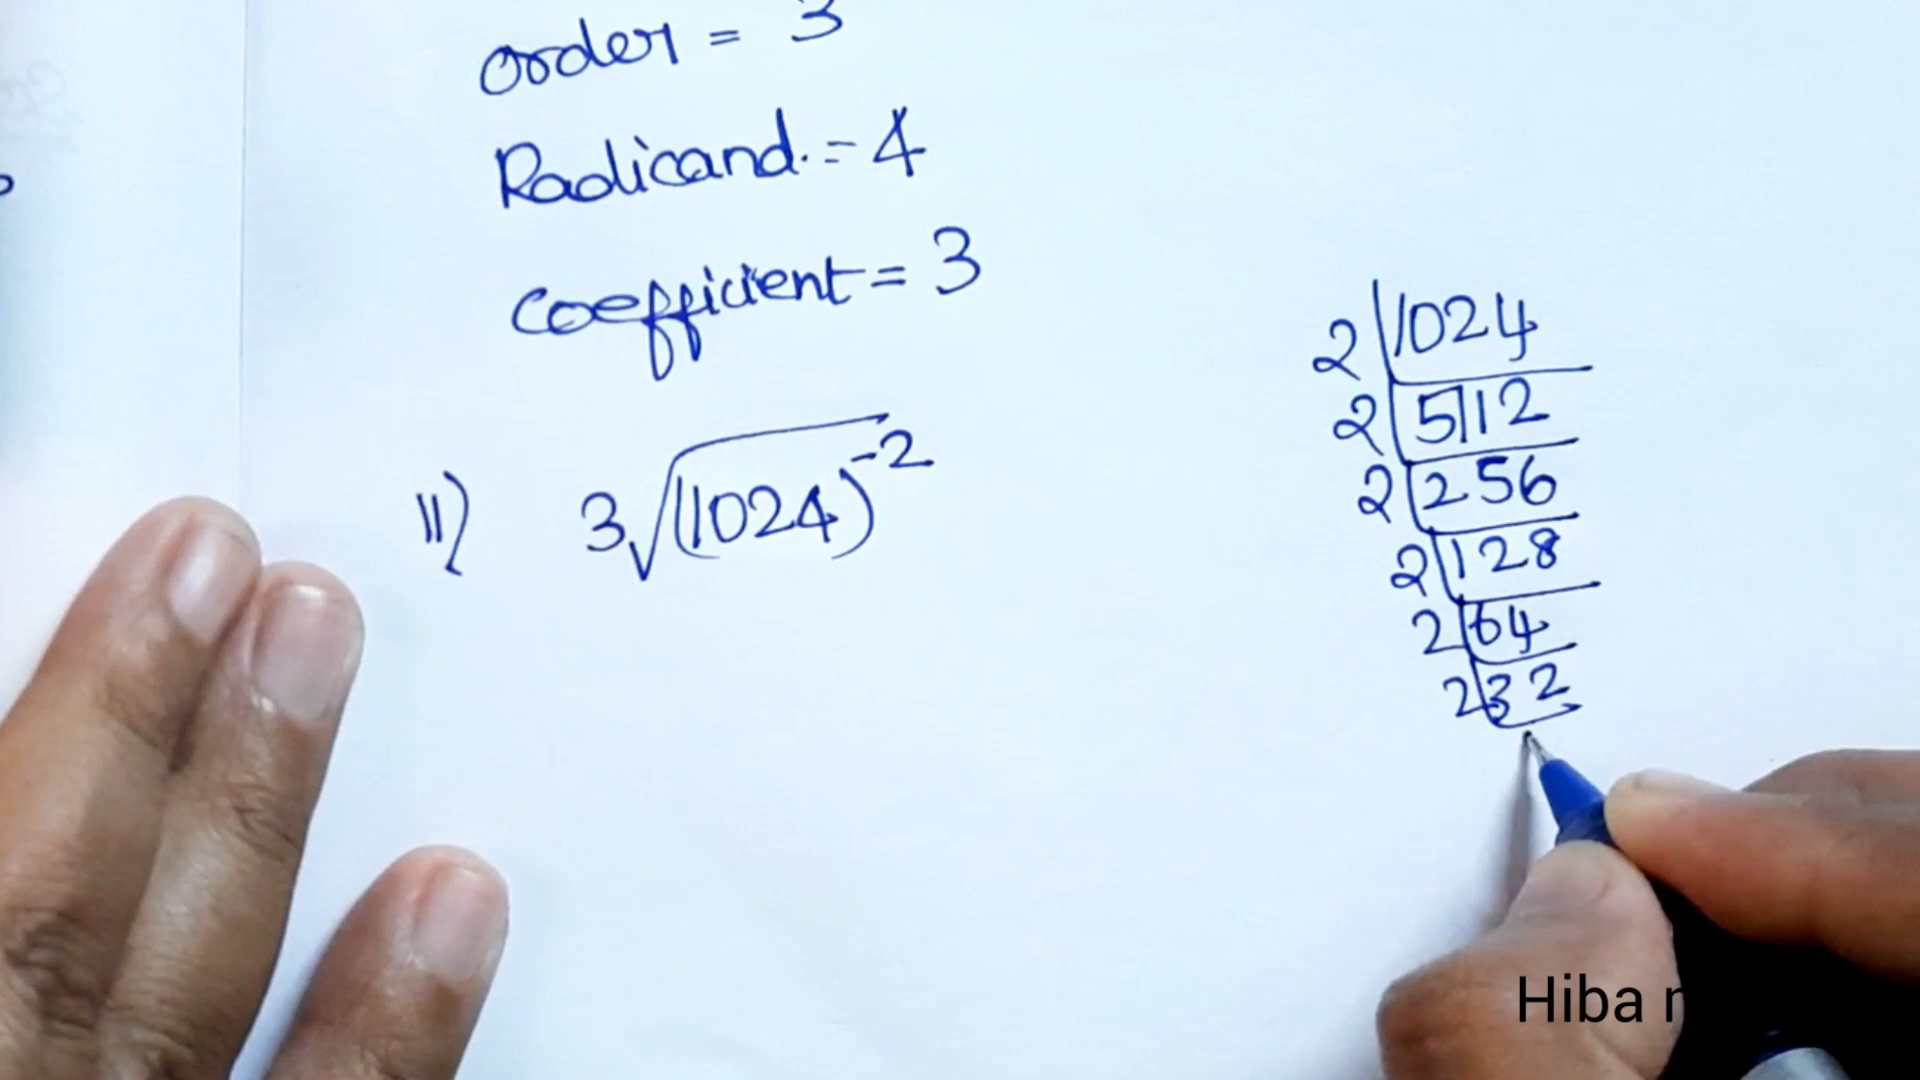 order = 3
Radicand. = 4
coefficient = 3
11) 3√(1024)⁻²
2 | 1024
2 | 512
2 | 256
2 | 128
2 | 64
2 | 32
Hiba